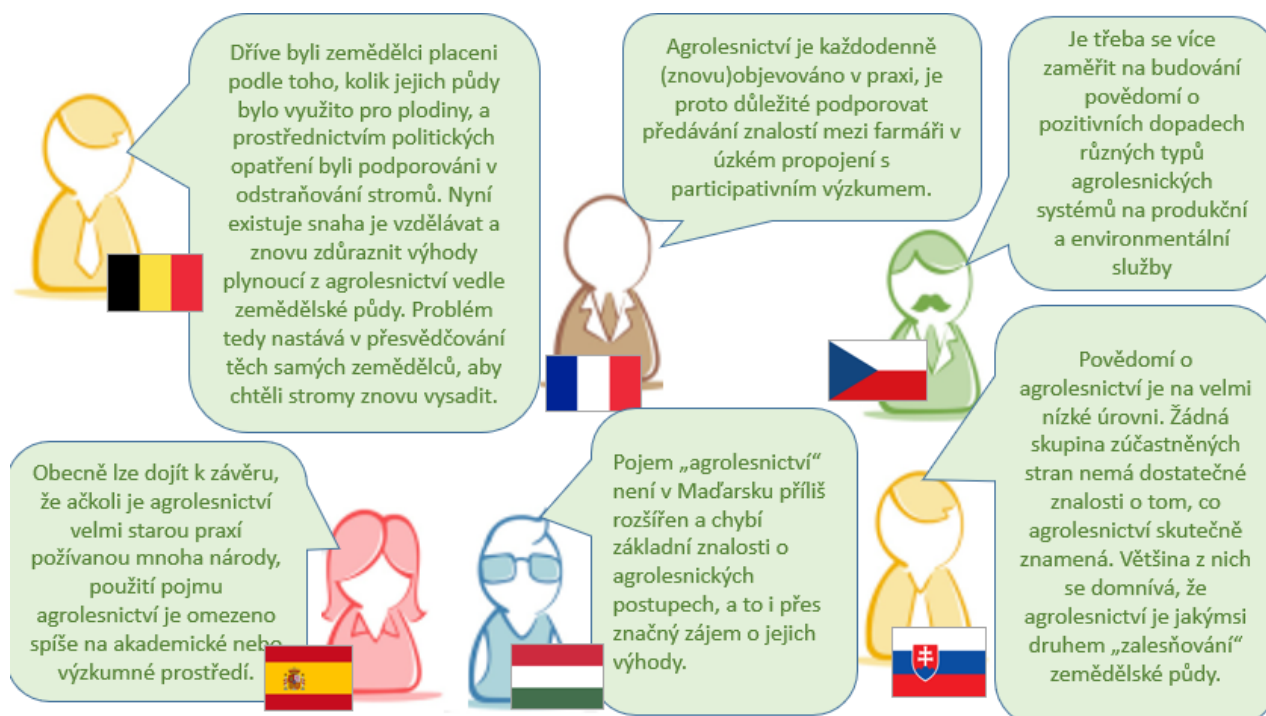 Dříve byli zemědělci placeni
podle toho, kolik jejich půdy
bylo využito pro plodiny, a
prostřednictvím politických
opatření byli podporováni v
odstraňování stromů. Nyní
existuje snaha je vzdělávat a
znovu zdůraznit výhody
plynoucí z agrolesnictví vedle
zemědělské půdy. Problém
tedy nastává v přesvědčování
těch samých zemědělců, aby
chtěli stromy znovu vysadit.
Agrolesnictví je každodenně
(znovu)objevováno v praxi, je
proto důležité podporovat
předávání znalostí mezi farmáři v
úzkém propojení s
participativním výzkumem.
Je třeba se více
zaměřit na budování
povědomí o
pozitivních dopadech
různých typů
agrolesnických
systémů na produkční
a environmentální
služby
Obecně lze dojít k závěru,
že ačkoli je agrolesnictví
velmi starou praxí
požívanou mnoha národy,
použití pojmu
agrolesnictví je omezeno
spíše na akademické nebo
výzkumné prostředí.
Pojem „agrolesnictví“
není v Maďarsku příliš
rozšířen a chybí
základní znalosti o
agrolesnických
postupech, a to i přes
značný zájem o jejich
výhody.
Povědomí o
agrolesnictví je na velmi
nízké úrovni. Žádná
skupina zúčastněných
stran nemá dostatečné
znalosti o tom, co
agrolesnictví skutečně
znamená. Většina z nich
se domnívá, že
agrolesnictví je jakýmsi
druhem „zalesňování“
zemědělské půdy.